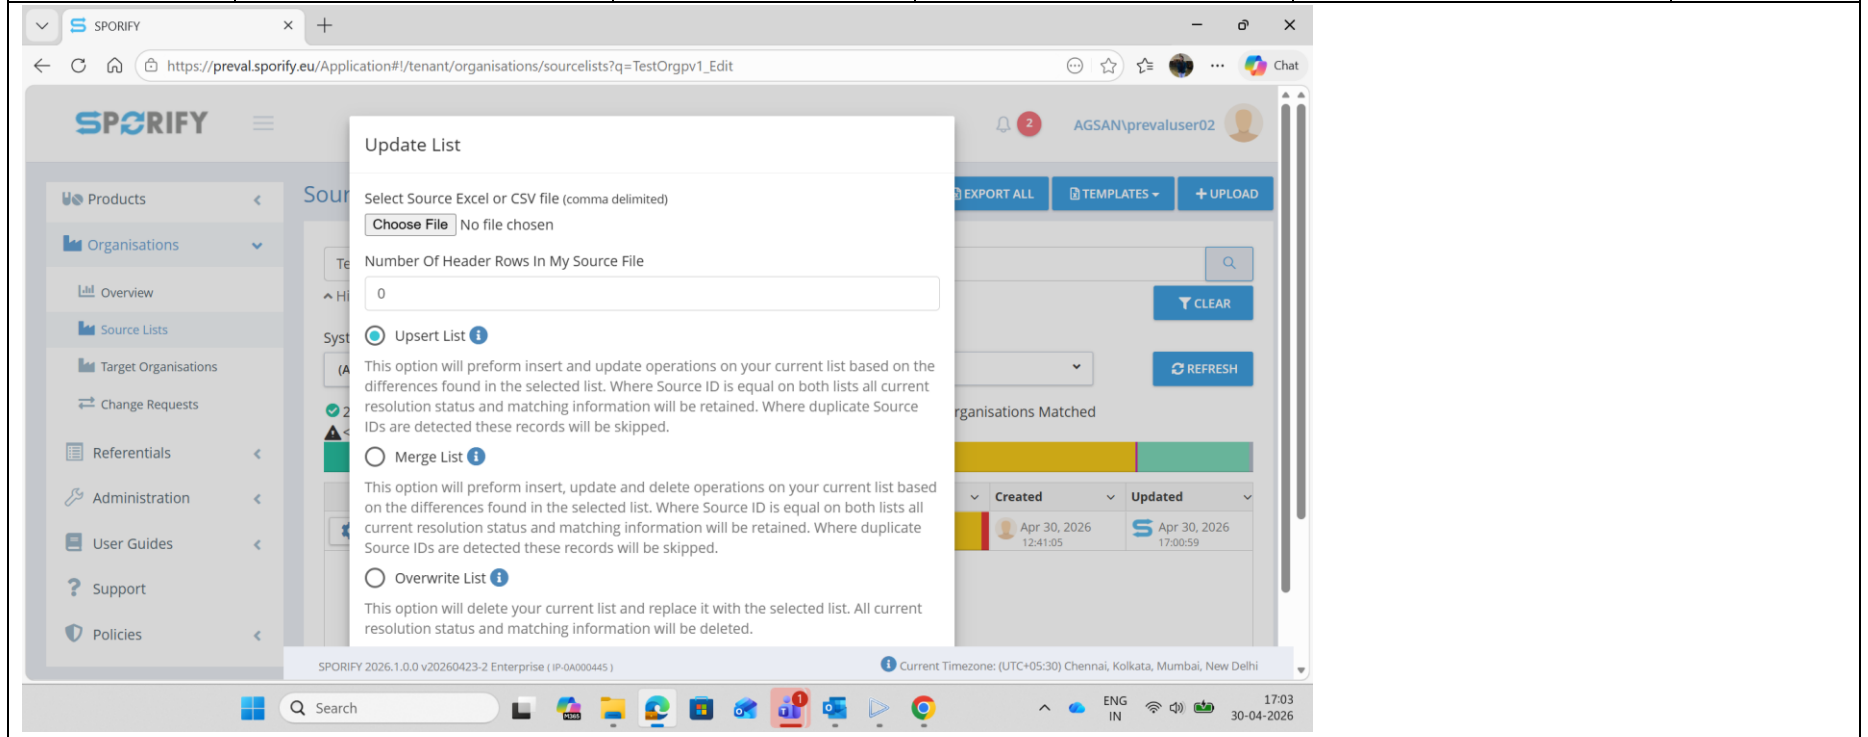 SPORIFY
https://preval.sporify.eu/Application#!/tenant/organisations/sourcelists?q=TestOrgpv1_Edit
Chat
SPORIFY
2
AGSAN\prevaluser02
Products
Organisations
Overview
Source Lists
Target Organisations
Change Requests
Referentials
Administration
User Guides
Support
Policies
Sour
EXPORT ALL
TEMPLATES
+ UPLOAD
Te
Hi
CLEAR
Syst
(A
REFRESH
2
rganisations Matched
<
Created
Updated
Apr 30, 2026
12:41:05
Apr 30, 2026
17:00:59
Update List
Select Source Excel or CSV file (comma delimited)
Choose File No file chosen
Number Of Header Rows In My Source File
0
Upsert List
This option will preform insert and update operations on your current list based on the
differences found in the selected list. Where Source ID is equal on both lists all current
resolution status and matching information will be retained. Where duplicate Source
IDs are detected these records will be skipped.
Merge List
This option will preform insert, update and delete operations on your current list based
on the differences found in the selected list. Where Source ID is equal on both lists all
current resolution status and matching information will be retained. Where duplicate
Source IDs are detected these records will be skipped.
Overwrite List
This option will delete your current list and replace it with the selected list. All current
resolution status and matching information will be deleted.
SPORIFY 2026.1.0.0 v20260423-2 Enterprise ( IP-0A000445 )
Current Timezone: (UTC+05:30) Chennai, Kolkata, Mumbai, New Delhi
Search
M365
1
ENG
IN
17:03
30-04-2026